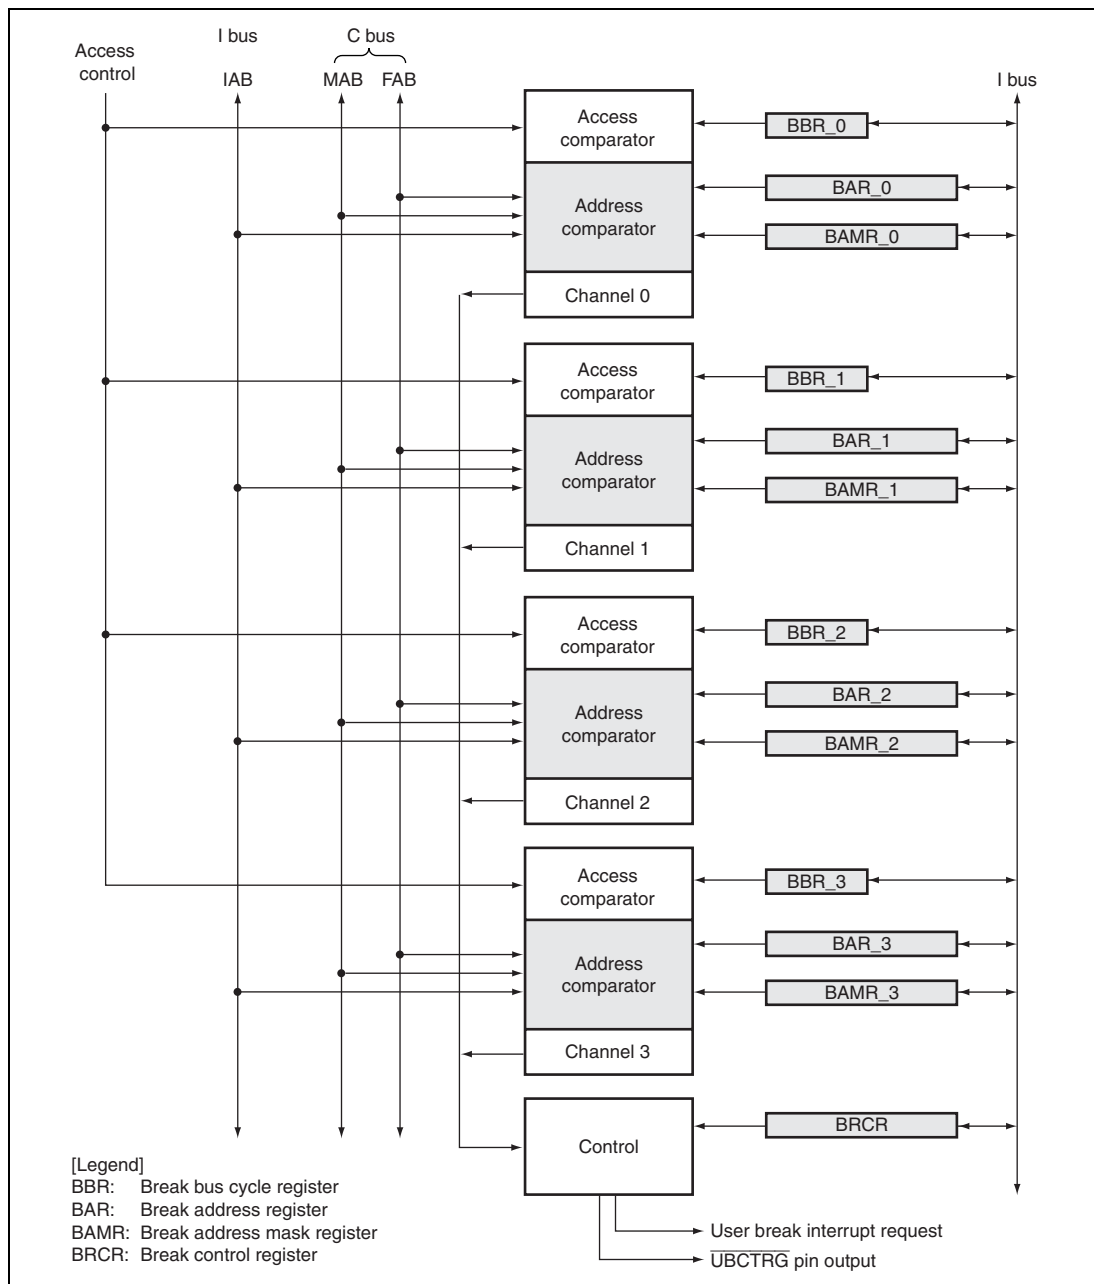 Access
control
I bus
IAB
C bus
MAB FAB
I bus
Access
comparator
Address
comparator
Channel 0
BBR_0
BAR_0
BAMR_0
Access
comparator
Address
comparator
Channel 1
BBR_1
BAR_1
BAMR_1
Access
comparator
Address
comparator
Channel 2
BBR_2
BAR_2
BAMR_2
Access
comparator
Address
comparator
Channel 3
BBR_3
BAR_3
BAMR_3
Control
BRCR
User break interrupt request
UBCTRG pin output
[Legend]
BBR: Break bus cycle register
BAR: Break address register
BAMR: Break address mask register
BRCR: Break control register